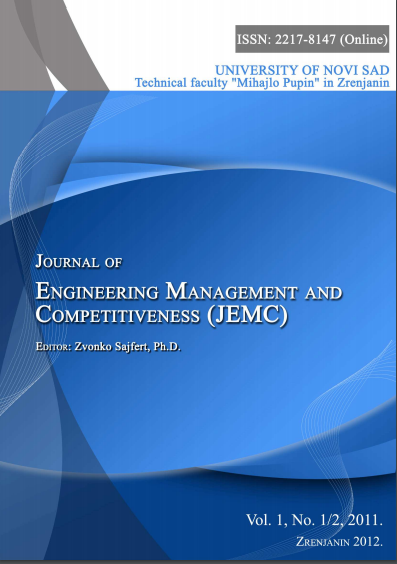 ISSN: 2217-8147 (Online)
UNIVERSITY OF NOVI SAD
Technical faculty "Mihajlo Pupin" in Zrenjanin
JOURNAL OF
ENGINEERING MANAGEMENT AND
COMPETITIVENESS (JEMC)
EDITOR: Zvonko Sajfert, Ph.D.
Vol. 1, No. 1/2, 2011.
ZRENJANIN 2012.